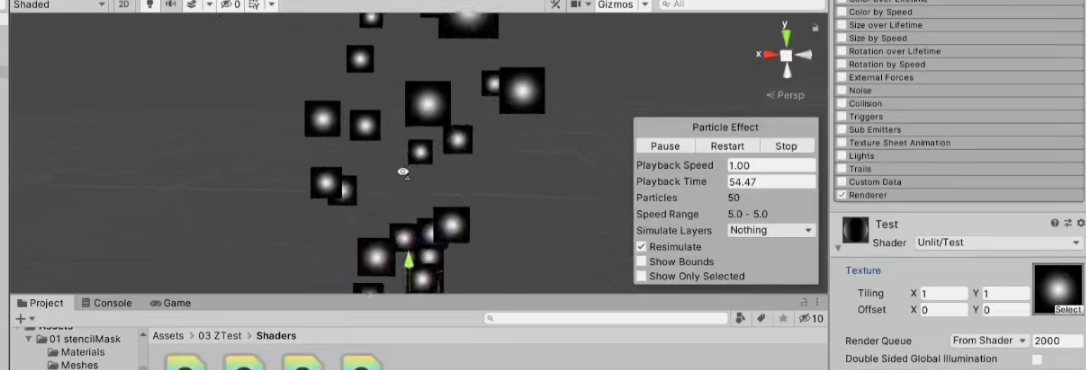 Shaded
2D
0
Gizmos
All
y
x
Persp
Particle Effect
Pause Restart Stop
Playback Speed 1.00
Playback Time 54.47
Particles 50
Speed Range 5.0 - 5.0
Simulate Layers Nothing
Resimulate
Show Bounds
Show Only Selected
Project Console Game
10
Assets > 03 ZTest > Shaders
Assets
01 stencilMask
Materials
Meshes
Color over Lifetime
Color by Speed
Size over Lifetime
Size by Speed
Rotation over Lifetime
Rotation by Speed
External Forces
Noise
Collision
Triggers
Sub Emitters
Texture Sheet Animation
Lights
Trails
Custom Data
Renderer
Test
Shader Unlit/Test
Texture
Tiling X 1 Y 1
Offset X 0 Y 0
Select
Render Queue From Shader 2000
Double Sided Global Illumination